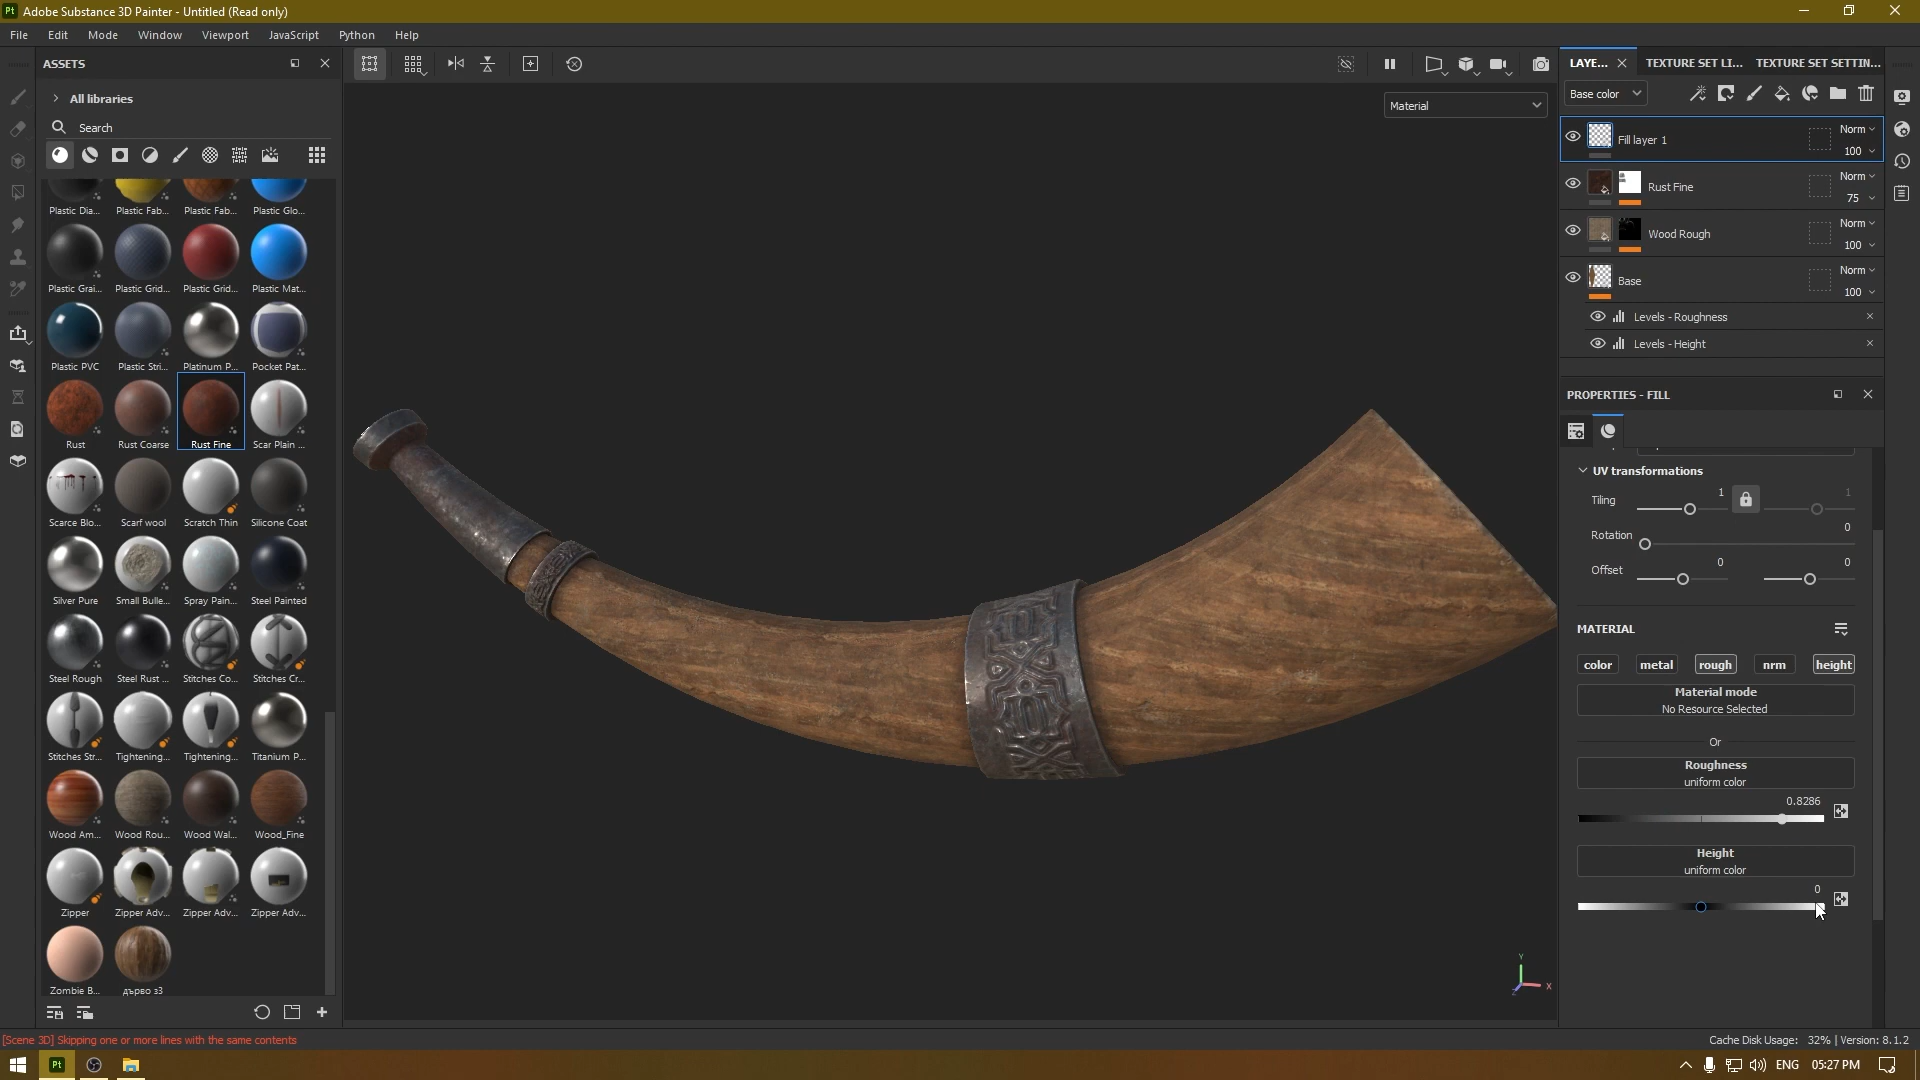 Adobe Substance 3D Painter - Untitled (Read only)
File Edit Mode Window Viewport JavaScript Python Help
ASSETS
All libraries
Search
Plastic Dia... Plastic Fab... Plastic Fab... Plastic Glo...
Plastic Grai... Plastic Grid... Plastic Grid... Plastic Mat...
Plastic PVC Plastic Stri... Platinum P... Pocket Pat...
Rust Rust Coarse Rust Fine Scar Plain ...
Scarce Blo... Scarf wool Scratch Thin Silicone Coat
Silver Pure Small Bulle... Spray Pain... Steel Painted
Steel Rough Steel Rust ... Stitches Co... Stitches Cr...
Stitches Str... Tightening... Tightening... Titanium P...
Wood Am... Wood Rou... Wood Wal... Wood_Fine
Zipper Zipper Adv... Zipper Adv... Zipper Adv...
Zombie B... дърво з3
Material
LAYE... TEXTURE SET LI... TEXTURE SET SETTIN...
Base color
Fill layer 1 Norm 100
Rust Fine Norm 75
Wood Rough Norm 100
Base Norm 100
Levels - Roughness
Levels - Height
PROPERTIES - FILL
UV transformations
Tiling 1 1
Rotation 0
Offset 0 0
MATERIAL
color metal rough nrm height
Material mode
No Resource Selected
Or
Roughness
uniform color
0.8286
Height
uniform color
0
Y
X
Z
[Scene 3D] Skipping one or more lines with the same contents
Cache Disk Usage: 32% | Version: 8.1.2
Pt
ENG 05:27 PM